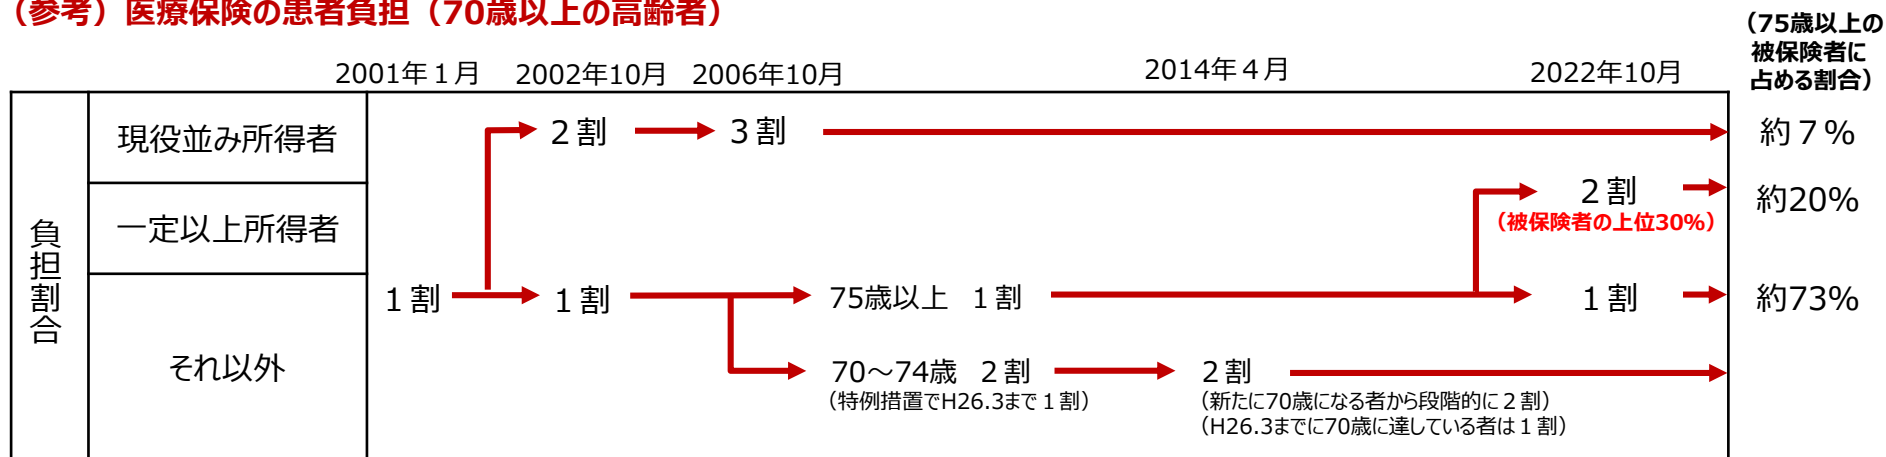 （参考）医療保険の患者負担（70歳以上の高齢者）
（75歳以上の
被保険者に
占める割合）
2001年１月 2002年10月 2006年10月 2014年４月 2022年10月
負担割合
現役並み所得者 ２割 ３割 約７％
一定以上所得者 ２割 約20%
（被保険者の上位30%）
１割 １割 75歳以上 １割 １割 約73%
それ以外 70～74歳 ２割 ２割
（特例措置でH26.3まで１割） （新たに70歳になる者から段階的に２割）
（H26.3までに70歳に達している者は１割）